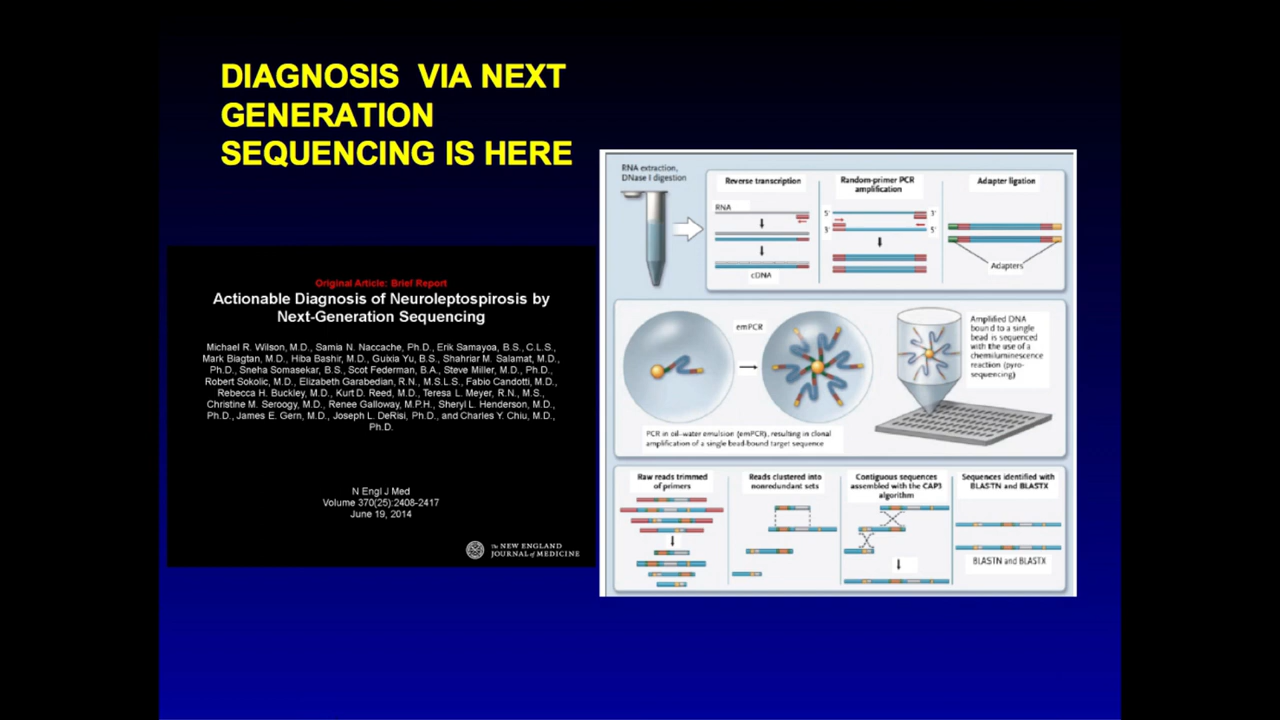 DIAGNOSIS VIA NEXT
GENERATION
SEQUENCING IS HERE
Original Article: Brief Report
Actionable Diagnosis of Neuroleptospirosis by
Next-Generation Sequencing
Michael R. Wilson, M.D., Samia N. Naccache, Ph.D., Erik Samayoa, B.S., C.L.S.,
Mark Biagtan, M.D., Hiba Bashir, M.D., Guixia Yu, B.S., Shahriar M. Salamat, M.D.,
Ph.D., Sneha Somasekar, B.S., Scot Federman, B.A., Steve Miller, M.D., Ph.D.,
Robert Sokolic, M.D., Elizabeth Garabedian, R.N., M.S.L.S., Fabio Candotti, M.D.,
Rebecca H. Buckley, M.D., Kurt D. Reed, M.D., Teresa L. Meyer, R.N., M.S.,
Christine M. Seroogy, M.D., Renee Galloway, M.P.H., Sheryl L. Henderson, M.D.,
Ph.D., James E. Gern, M.D., Joseph L. DeRisi, Ph.D., and Charles Y. Chiu, M.D.,
Ph.D.
N Engl J Med
Volume 370(25):2408-2417
June 19, 2014
The NEW ENGLAND
JOURNAL of MEDICINE
RNA extraction,
DNase I digestion
Reverse transcription
RNA
cDNA
Random-primer PCR
amplification
5' 3'
3' 5'
Adapter ligation
Adapters
emPCR
PCR in oil–water emulsion (emPCR), resulting in clonal
amplification of a single bead-bound target sequence
Amplified DNA
bound to a single
bead is sequenced
with the use of a
chemiluminescence
reaction (pyro-
sequencing)
Raw reads trimmed
of primers
Reads clustered into
nonredundant sets
Contiguous sequences
assembled with the CAP3
algorithm
Sequences identified with
BLASTN and BLASTX
BLASTN and BLASTX